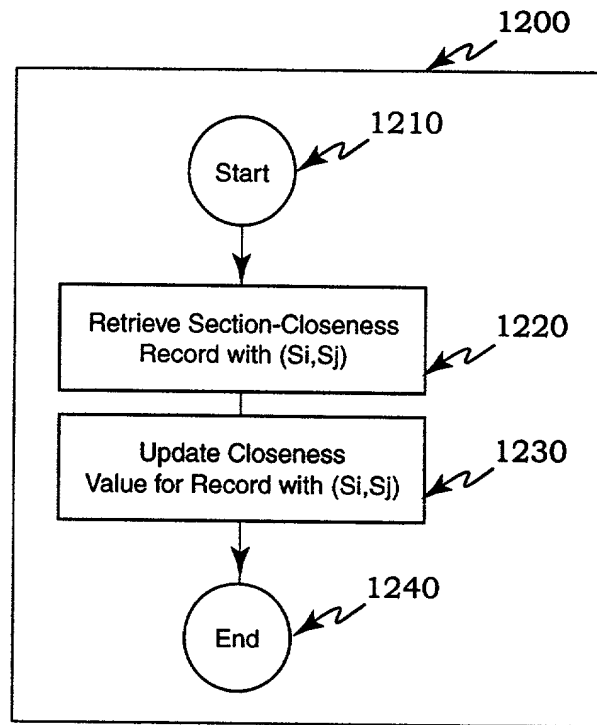 1200
1210
Start
Retrieve Section-Closeness
Record with (Si,Sj)
1220
Update Closeness
Value for Record with (Si,Sj)
1230
1240
End